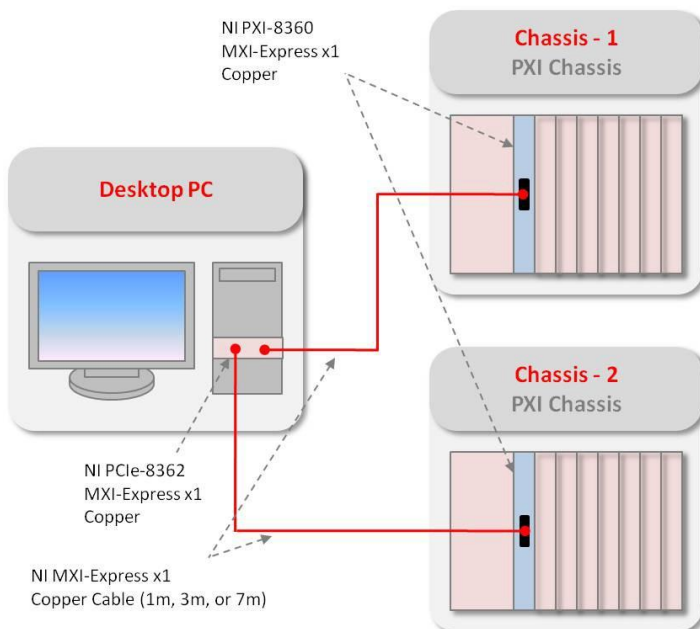 NI PXI-8360
MXI-Express x1
Copper
Chassis - 1
PXI Chassis
Desktop PC
Chassis - 2
PXI Chassis
NI PCIe-8362
MXI-Express x1
Copper
NI MXI-Express x1
Copper Cable (1m, 3m, or 7m)